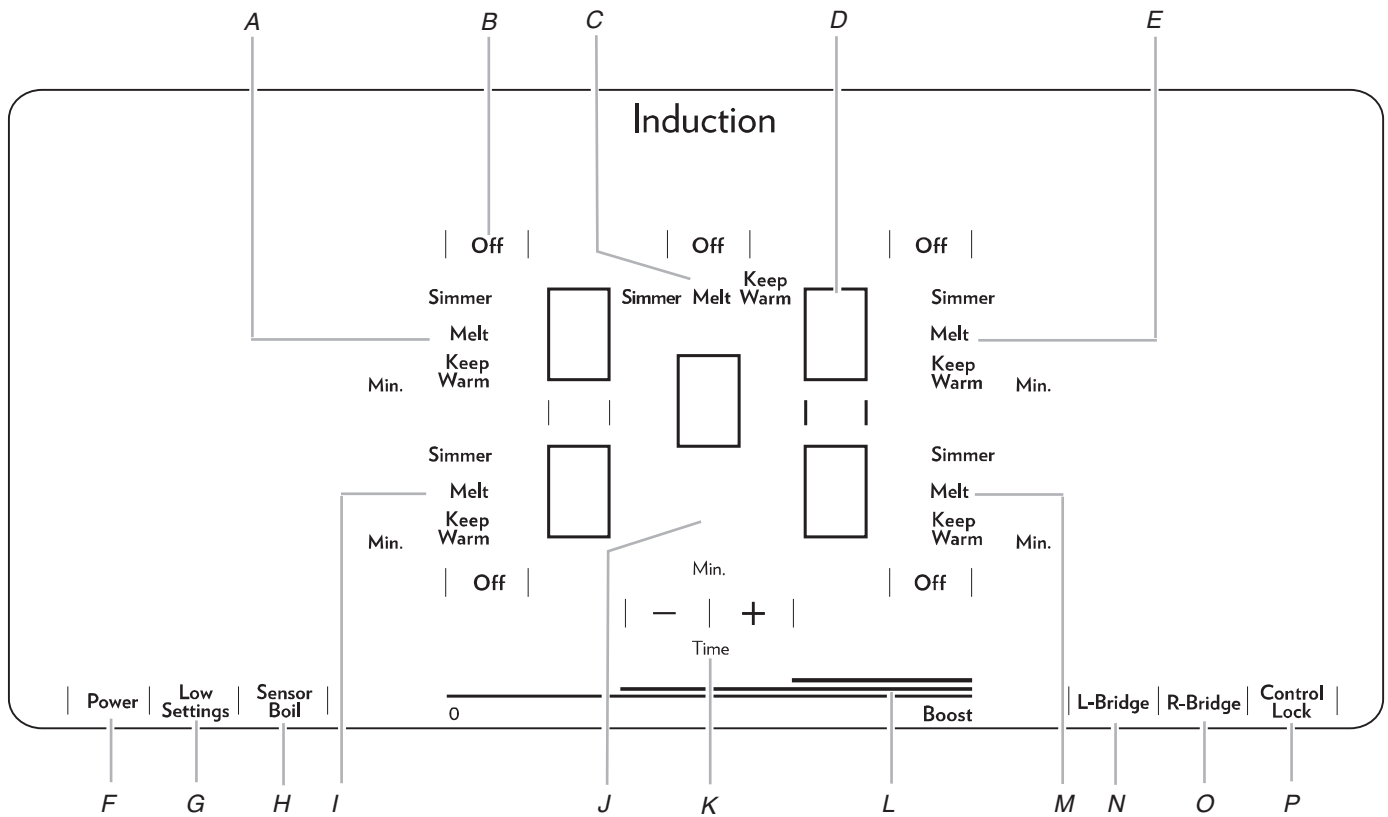 A B C D E
Induction
Off Off Off
Simmer Simmer Melt Keep Warm Simmer
Melt Melt
Keep Warm Keep Warm
Min. Min.
Simmer Simmer
Melt Melt
Keep Warm Keep Warm
Min. Min.
Min.
Off Off
− +
Time
Power Low Settings Sensor Boil L-Bridge R-Bridge Control Lock
0 Boost
F G H I J K L M N O P